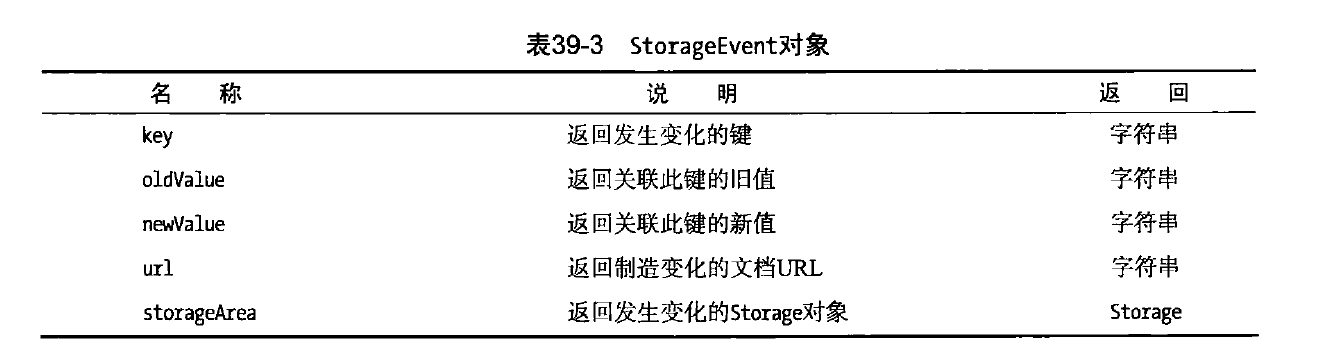 表39-3 StorageEvent对象
名 称 说 明 返 回
key 返回发生变化的键 字符串
oldValue 返回关联此键的旧值 字符串
newValue 返回关联此键的新值 字符串
url 返回制造变化的文档URL 字符串
storageArea 返回发生变化的Storage对象 Storage